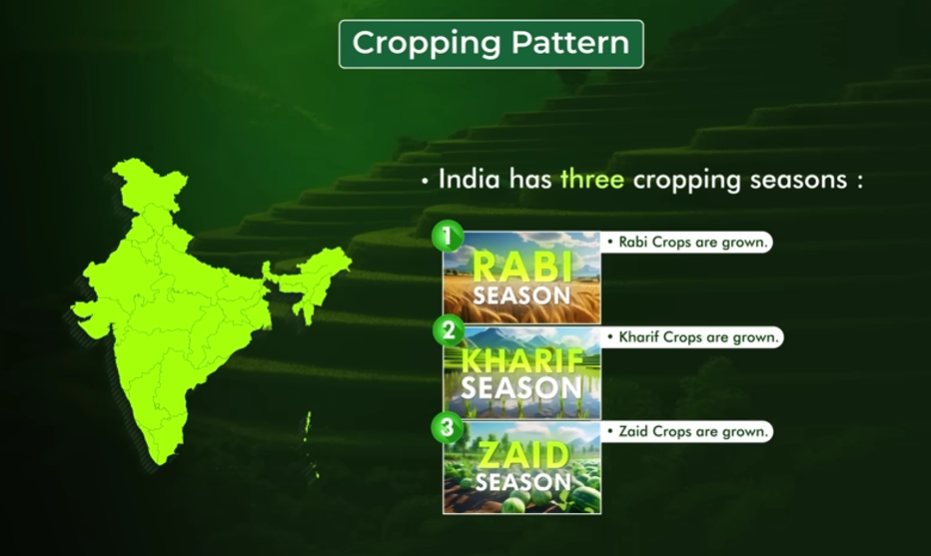 Cropping Pattern
• India has three cropping seasons :
1
RABI
SEASON
• Rabi Crops are grown.
2
KHARIF
SEASON
• Kharif Crops are grown.
3
ZAID
SEASON
• Zaid Crops are grown.